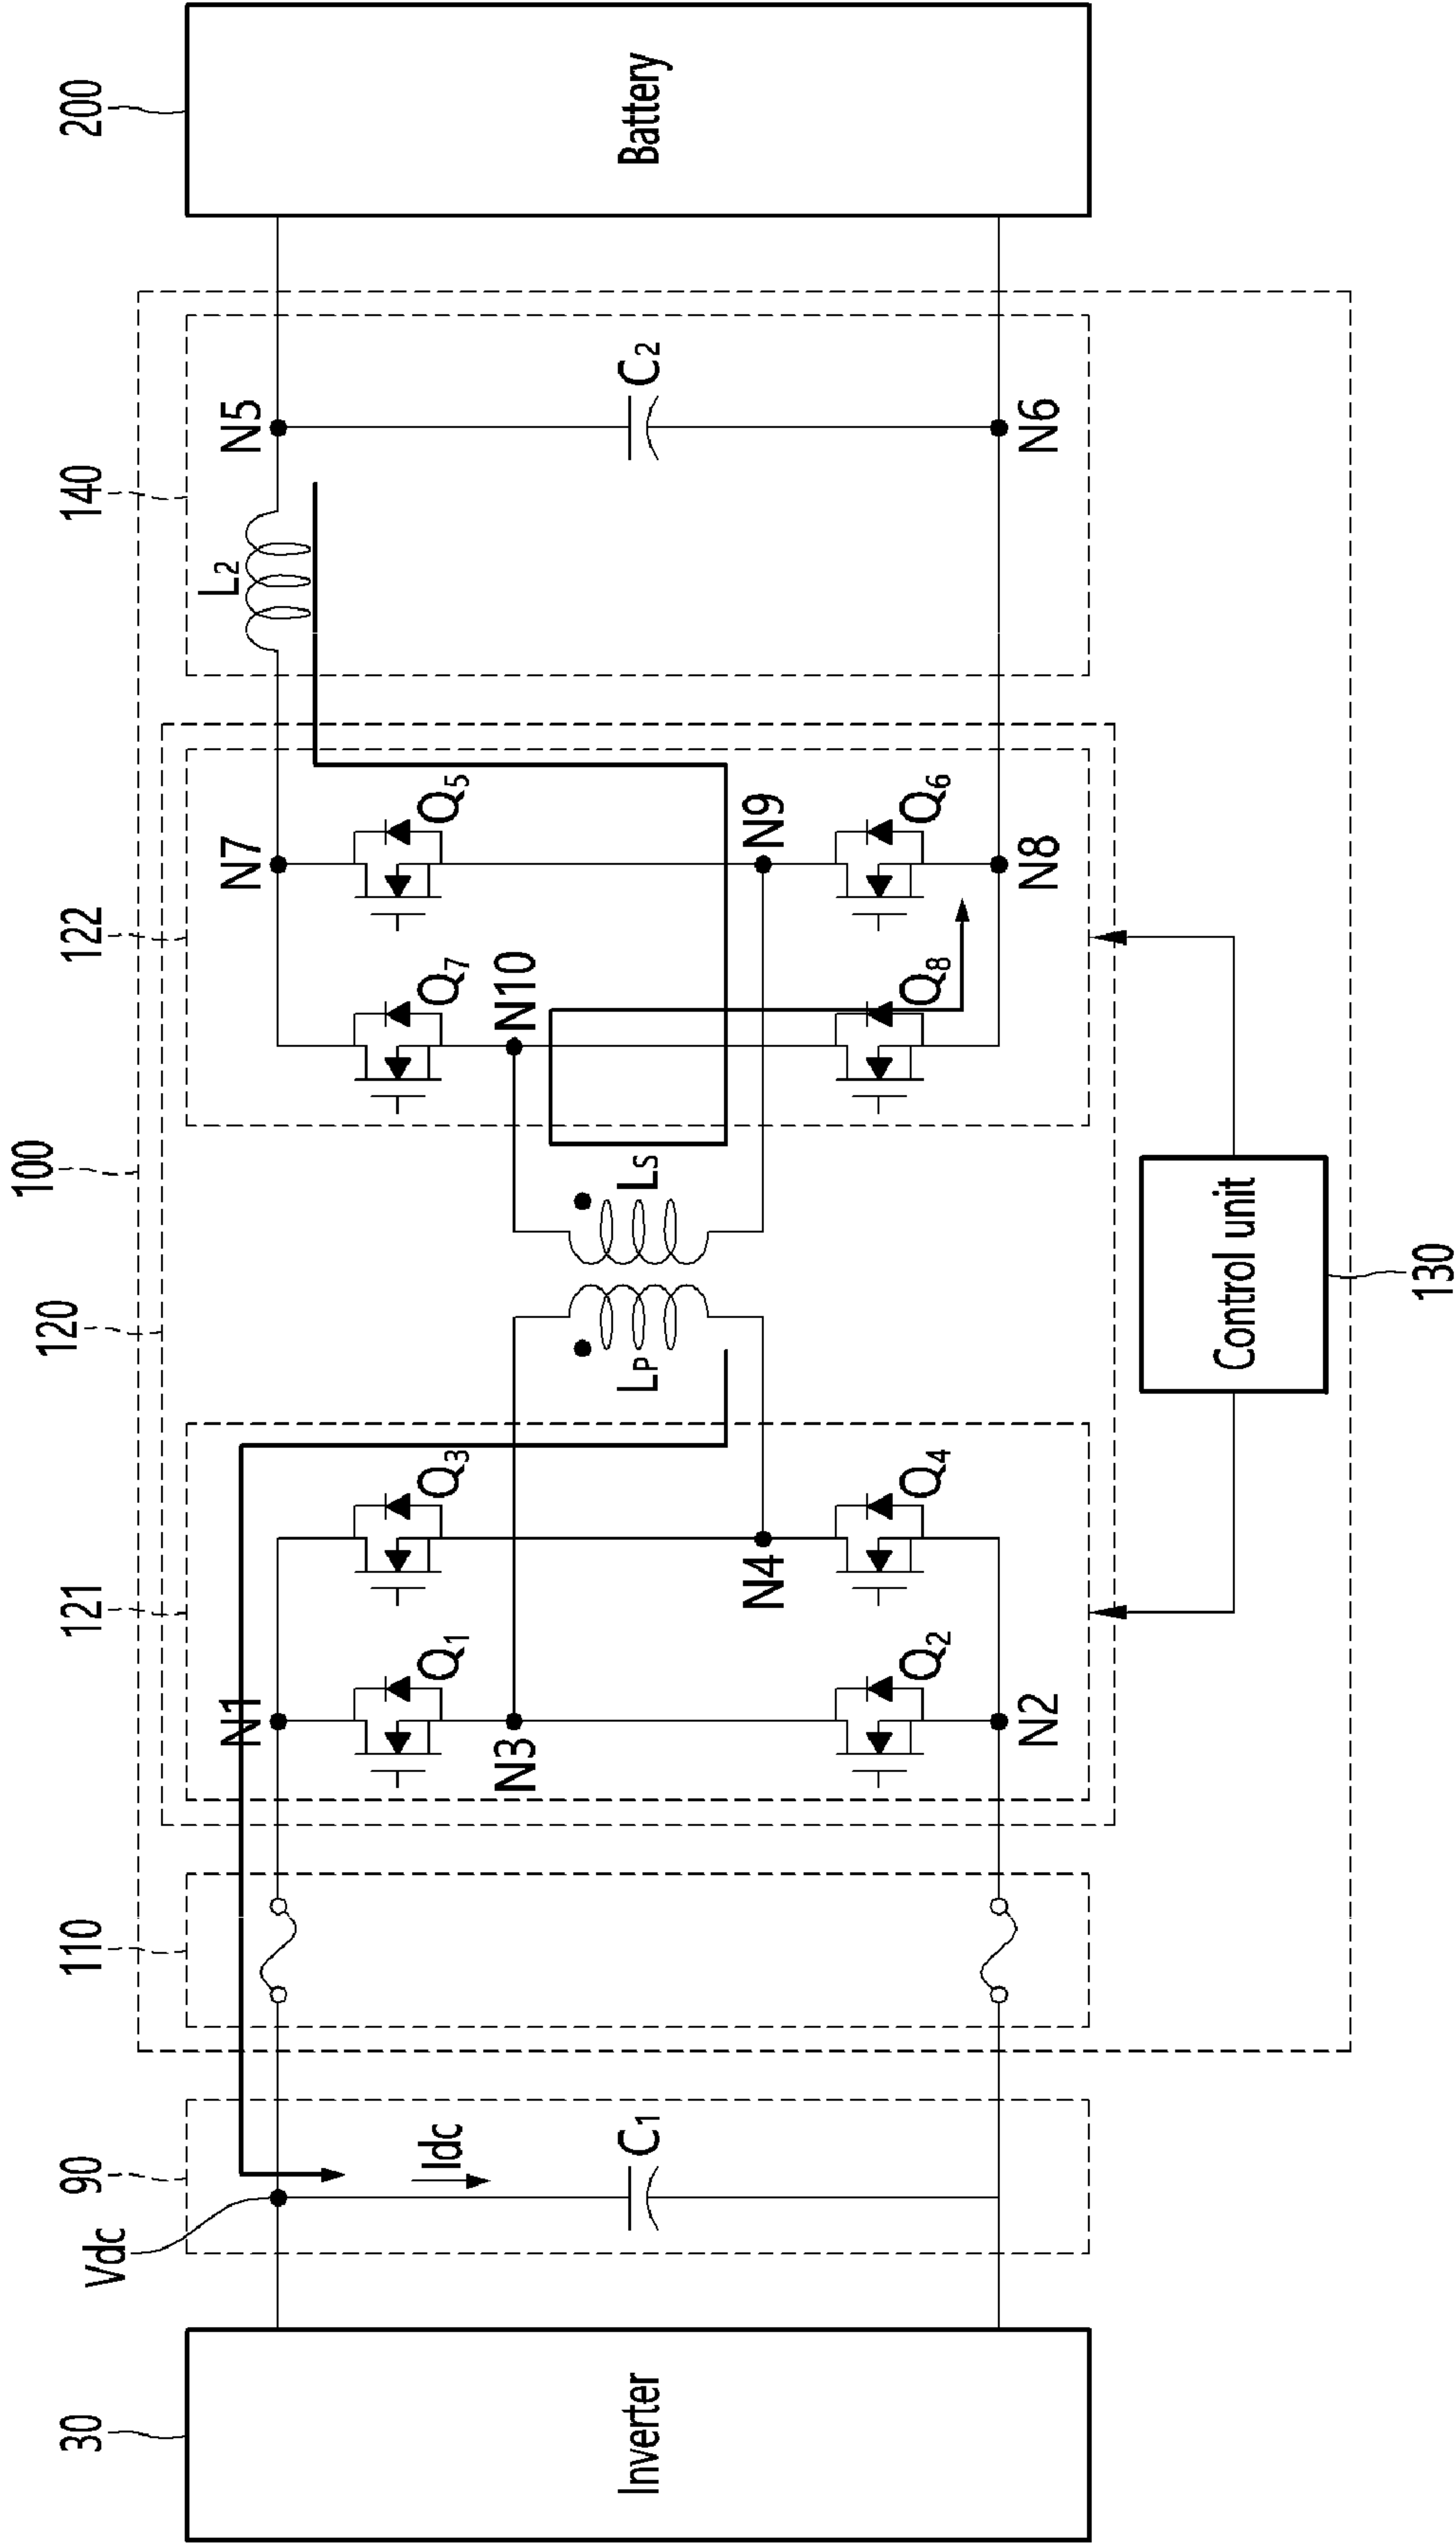 100
30
90
110
120
121
122
140
200
Vdc
Idc
N1
N3
N4
N2
Q1
Q3
Q2
Q4
C1
LP
LS
N10
N7
N9
N8
Q7
Q5
Q8
Q6
L2
N5
C2
N6
Inverter
Battery
Control unit
130